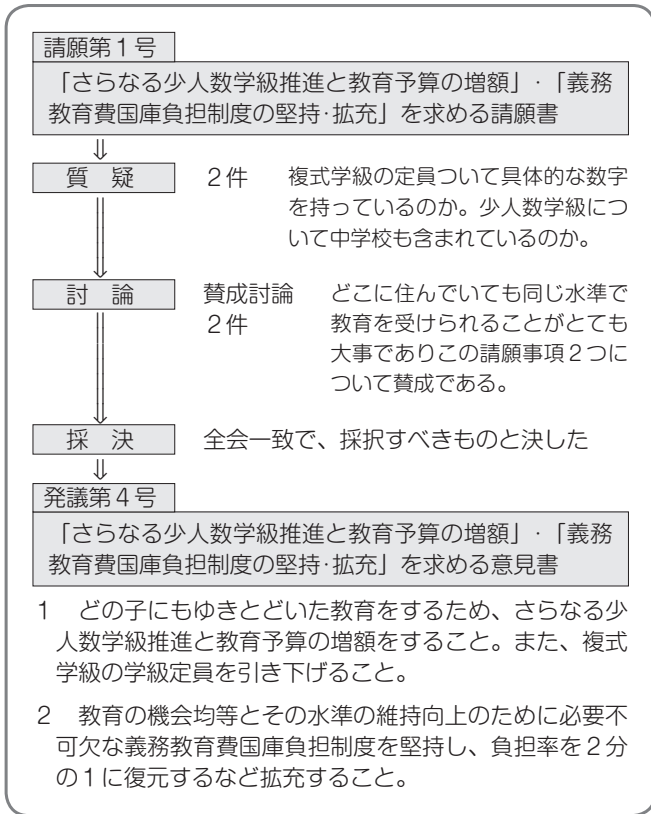 請願第1号
「さらなる少人数学級推進と教育予算の増額」・「義務
教育費国庫負担制度の堅持・拡充」を求める請願書
⇓
質　疑　2件　複式学級の定員ついて具体的な数字
を持っているのか。少人数学級につ
いて中学校も含まれているのか。
討　論　賛成討論　どこに住んでいても同じ水準で
2件　教育を受けられることがとても
大事でありこの請願事項2つに
ついて賛成である。
採　決　全会一致で、採択すべきものと決した
⇓
発議第4号
「さらなる少人数学級推進と教育予算の増額」・「義務
教育費国庫負担制度の堅持・拡充」を求める意見書
1　どの子にもゆきとどいた教育をするため、さらなる少
人数学級推進と教育予算の増額をすること。また、複式
学級の学級定員を引き下げること。
2　教育の機会均等とその水準の維持向上のために必要不
可欠な義務教育費国庫負担制度を堅持し、負担率を2分
の1に復元するなど拡充すること。